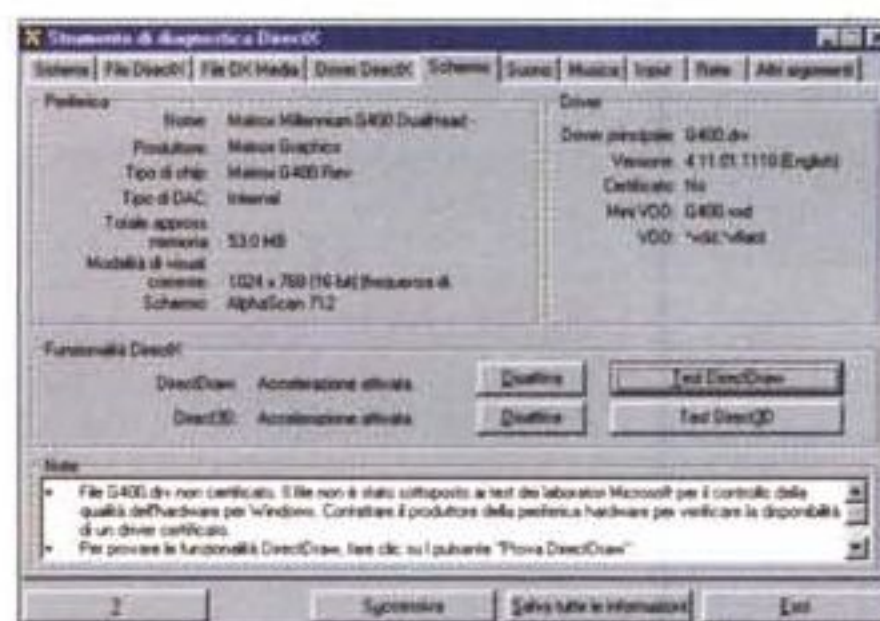 Strumento di diagnostica DirectX
Sistema File DirectX File DX Media Driver DirectX Schermo Suono Musica Input Rete Altri argomenti
Periferica
Nome: Matrox Millennium G400 DualHead -
Produttore: Matrox Graphics
Tipo di chip: Matrox G400 Rev
Tipo di DAC: Internal
Totale appross. memoria: 53.0 MB
Modalità di visual. corrente: 1024 x 768 (16-bit) (frequenza di
Schermo: AlphaScan 712
Driver
Driver principale: G400.drv
Versione: 4.11.01.1110 (English)
Certificato: No
Mini VDD: G400.vxd
VDD: *vdd,*vflatd
Funzionalità DirectX
DirectDraw: Accelerazione attivata Disattiva Test DirectDraw
Direct3D: Accelerazione attivata Disattiva Test Direct3D
Note
• File G400.drv non certificato. Il file non è stato sottoposto ai test dei laboratori Microsoft per il controllo della
qualità dell'hardware per Windows. Contattare il produttore della periferica hardware per verificare la disponibilità
di un driver certificato.
• Per provare le funzionalità DirectDraw, fare clic su l pulsante "Prova DirectDraw"
? Successiva Salva tutte le informazioni Esci